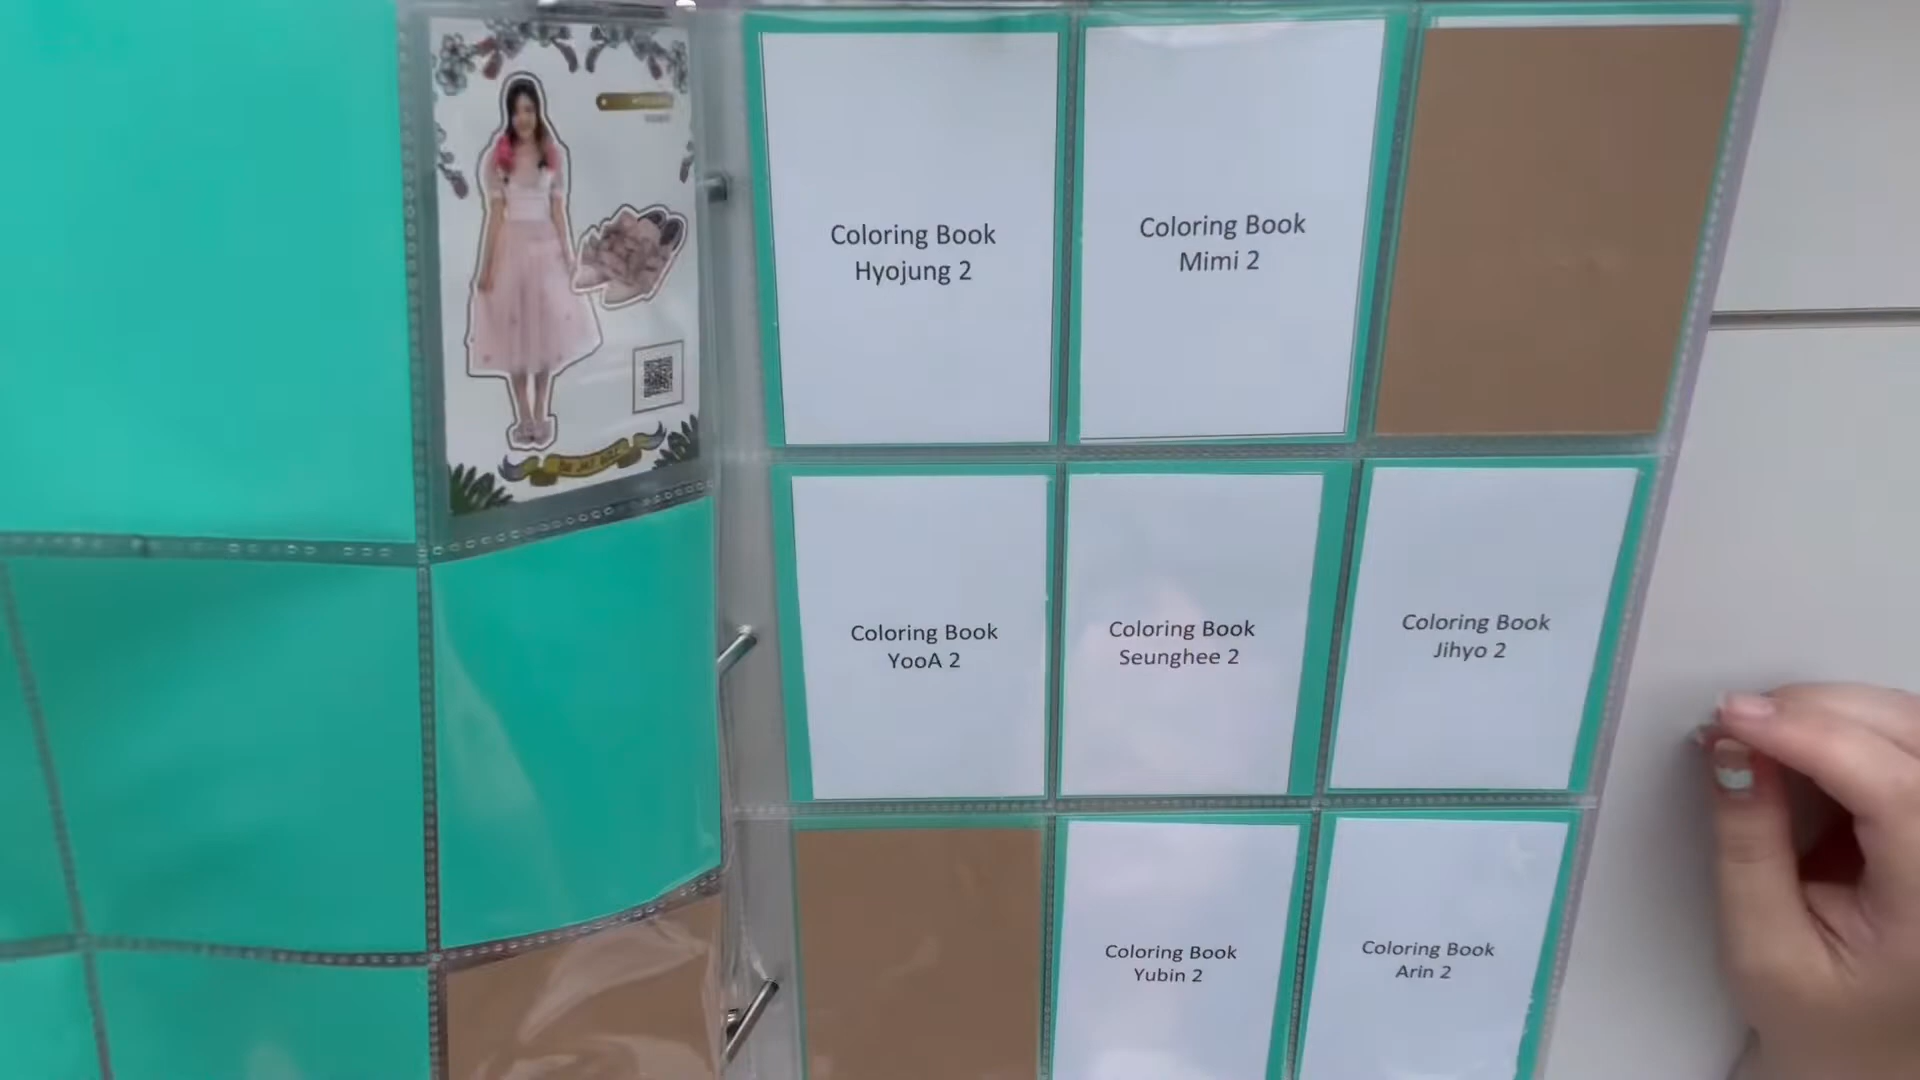 Coloring Book
Hyojung 2
Coloring Book
Mimi 2
Coloring Book
YooA 2
Coloring Book
Seunghee 2
Coloring Book
Jihyo 2
Coloring Book
Yubin 2
Coloring Book
Arin 2